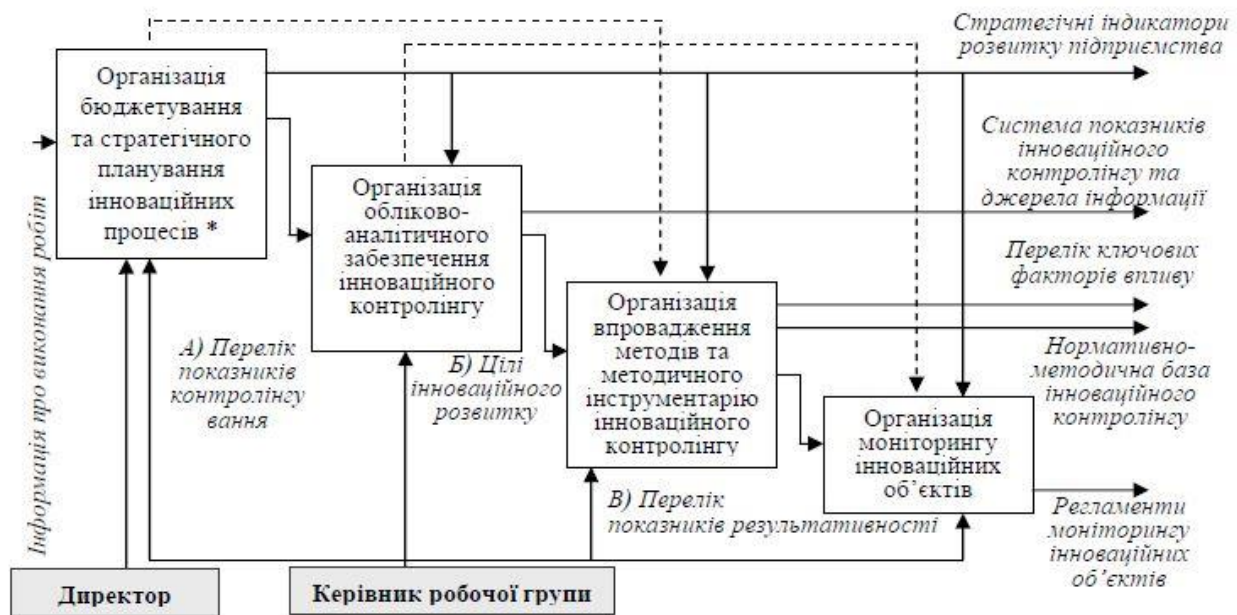 Стратегічні індикатори
розвитку підприємства
Організація
бюджетування
та стратегічного
планування
інноваційних
процесів *
Система показників
інноваційного
контролінгу та
джерела інформації
Організація
обліково-
аналітичного
забезпечення
інноваційного
контролінгу
Інформація про виконання робіт
Перелік ключових
факторів впливу
Організація
впровадження
методів та
методичного
інструментарію
інноваційного
контролінгу
А) Перелік
показників
контролінгу
вання
Б) Цілі
інноваційного
розвитку
Нормативно-
методична база
інноваційного
контролінгу
Організація
моніторингу
інноваційних
об’єктів
В) Перелік
показників результативності
Регламенти
моніторингу
інноваційних
об’єктів
Директор
Керівник робочої групи